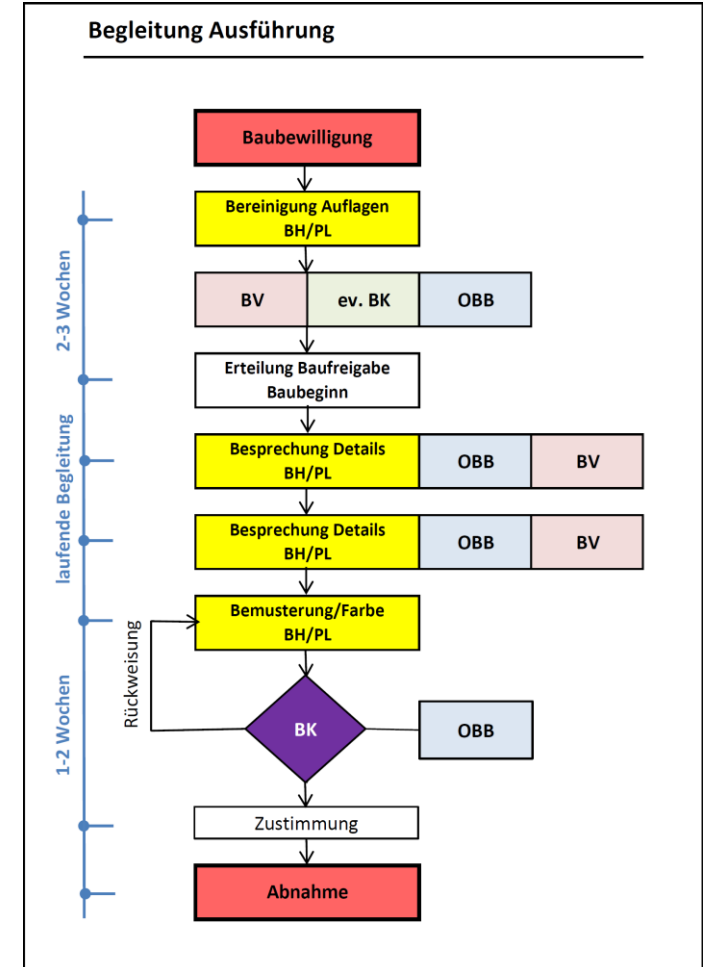 Begleitung Ausführung
Baubewilligung
Bereinigung Auflagen
BH/PL
BV
ev. BK
OBB
2-3 Wochen
Erteilung Baufreigabe
Baubeginn
Besprechung Details
BH/PL
OBB
BV
laufende Begleitung
Besprechung Details
BH/PL
OBB
BV
Bemusterung/Farbe
BH/PL
Rückweisung
BK
OBB
1-2 Wochen
Zustimmung
Abnahme